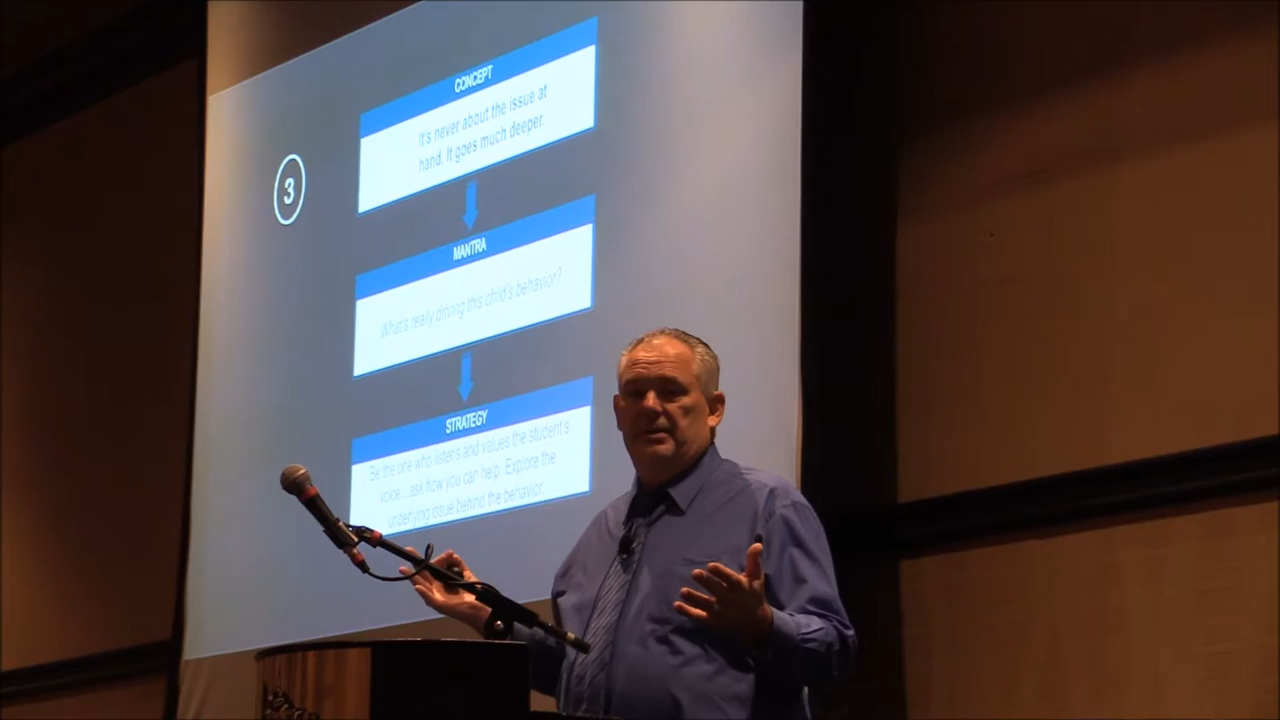 3
CONCEPT
It's never about the issue at
hand. It goes much deeper.
MANTRA
What's really driving this child's behavior?
STRATEGY
Be the one who listens and values the student's
voice...ask how you can help. Explore the
underlying issue behind the behavior.